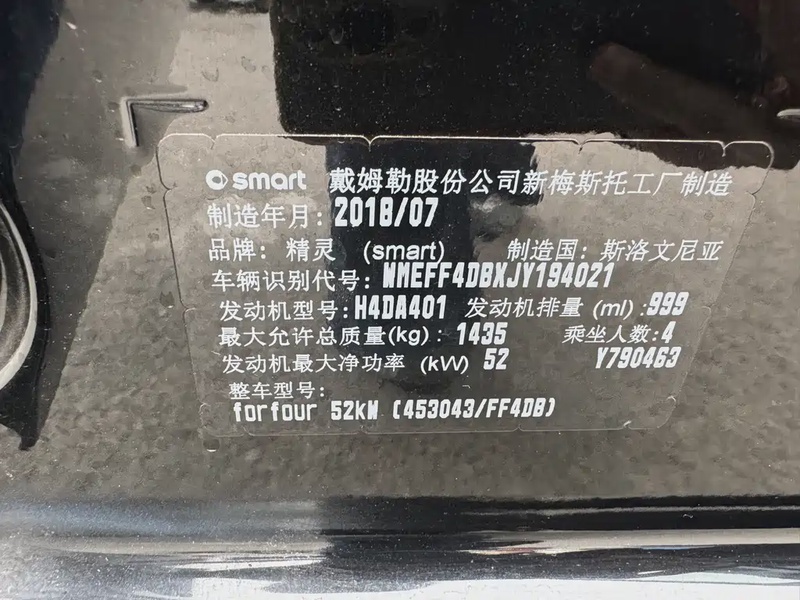 smart 戴姆勒股份公司新梅斯托工厂制造
制造年月: 2018/07
品牌: 精灵 (smart) 制造国: 斯洛文尼亚
车辆识别代号: WMEFF4DBXJY194021
发动机型号: H4DA401 发动机排量 (ml) :999
最大允许总质量(kg) : 1435 乘坐人数:4
发动机最大净功率 (kW) 52 Y790463
整车型号:
forfour 52kW (453043/FF4DB)